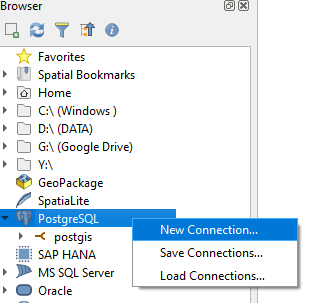 Browser
Favorites
Spatial Bookmarks
Home
C:\ (Windows )
D:\ (DATA)
G:\ (Google Drive)
Y:\
GeoPackage
SpatiaLite
PostgreSQL
New Connection...
postgis
Save Connections...
SAP HANA
Load Connections...
MS SQL Server
Oracle